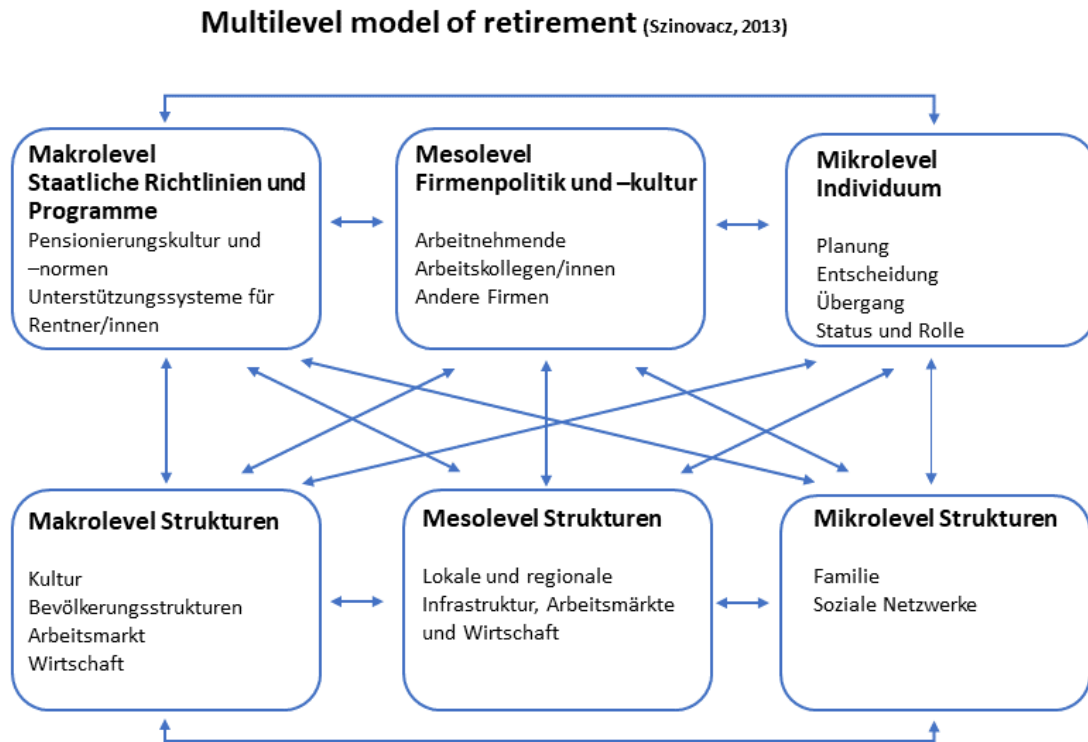 Multilevel model of retirement (Szinovacz, 2013)
Makrolevel
Staatliche Richtlinien und
Programme
Pensionierungskultur und
–normen
Unterstützungssysteme für
Rentner/innen
Mesolevel
Firmenpolitik und –kultur
Arbeitnehmende
Arbeitskollegen/innen
Andere Firmen
Mikrolevel
Individuum
Planung
Entscheidung
Übergang
Status und Rolle
Makrolevel Strukturen
Kultur
Bevölkerungsstrukturen
Arbeitsmarkt
Wirtschaft
Mesolevel Strukturen
Lokale und regionale
Infrastruktur, Arbeitsmärkte
und Wirtschaft
Mikrolevel Strukturen
Familie
Soziale Netzwerke